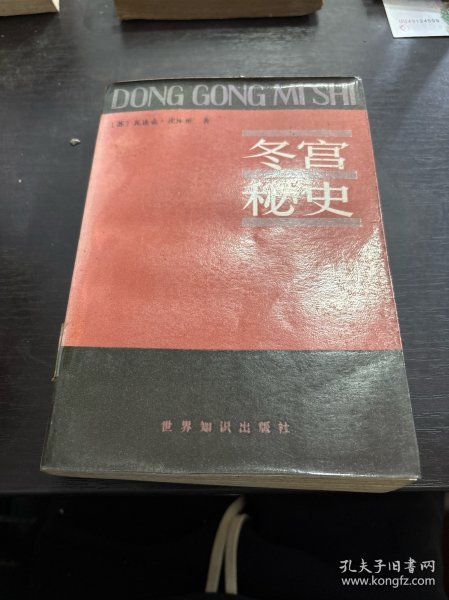 DONG GONG MI SHI
冬宫
秘史
世界知识出版社
孔夫子旧书网
www.kongfz.com